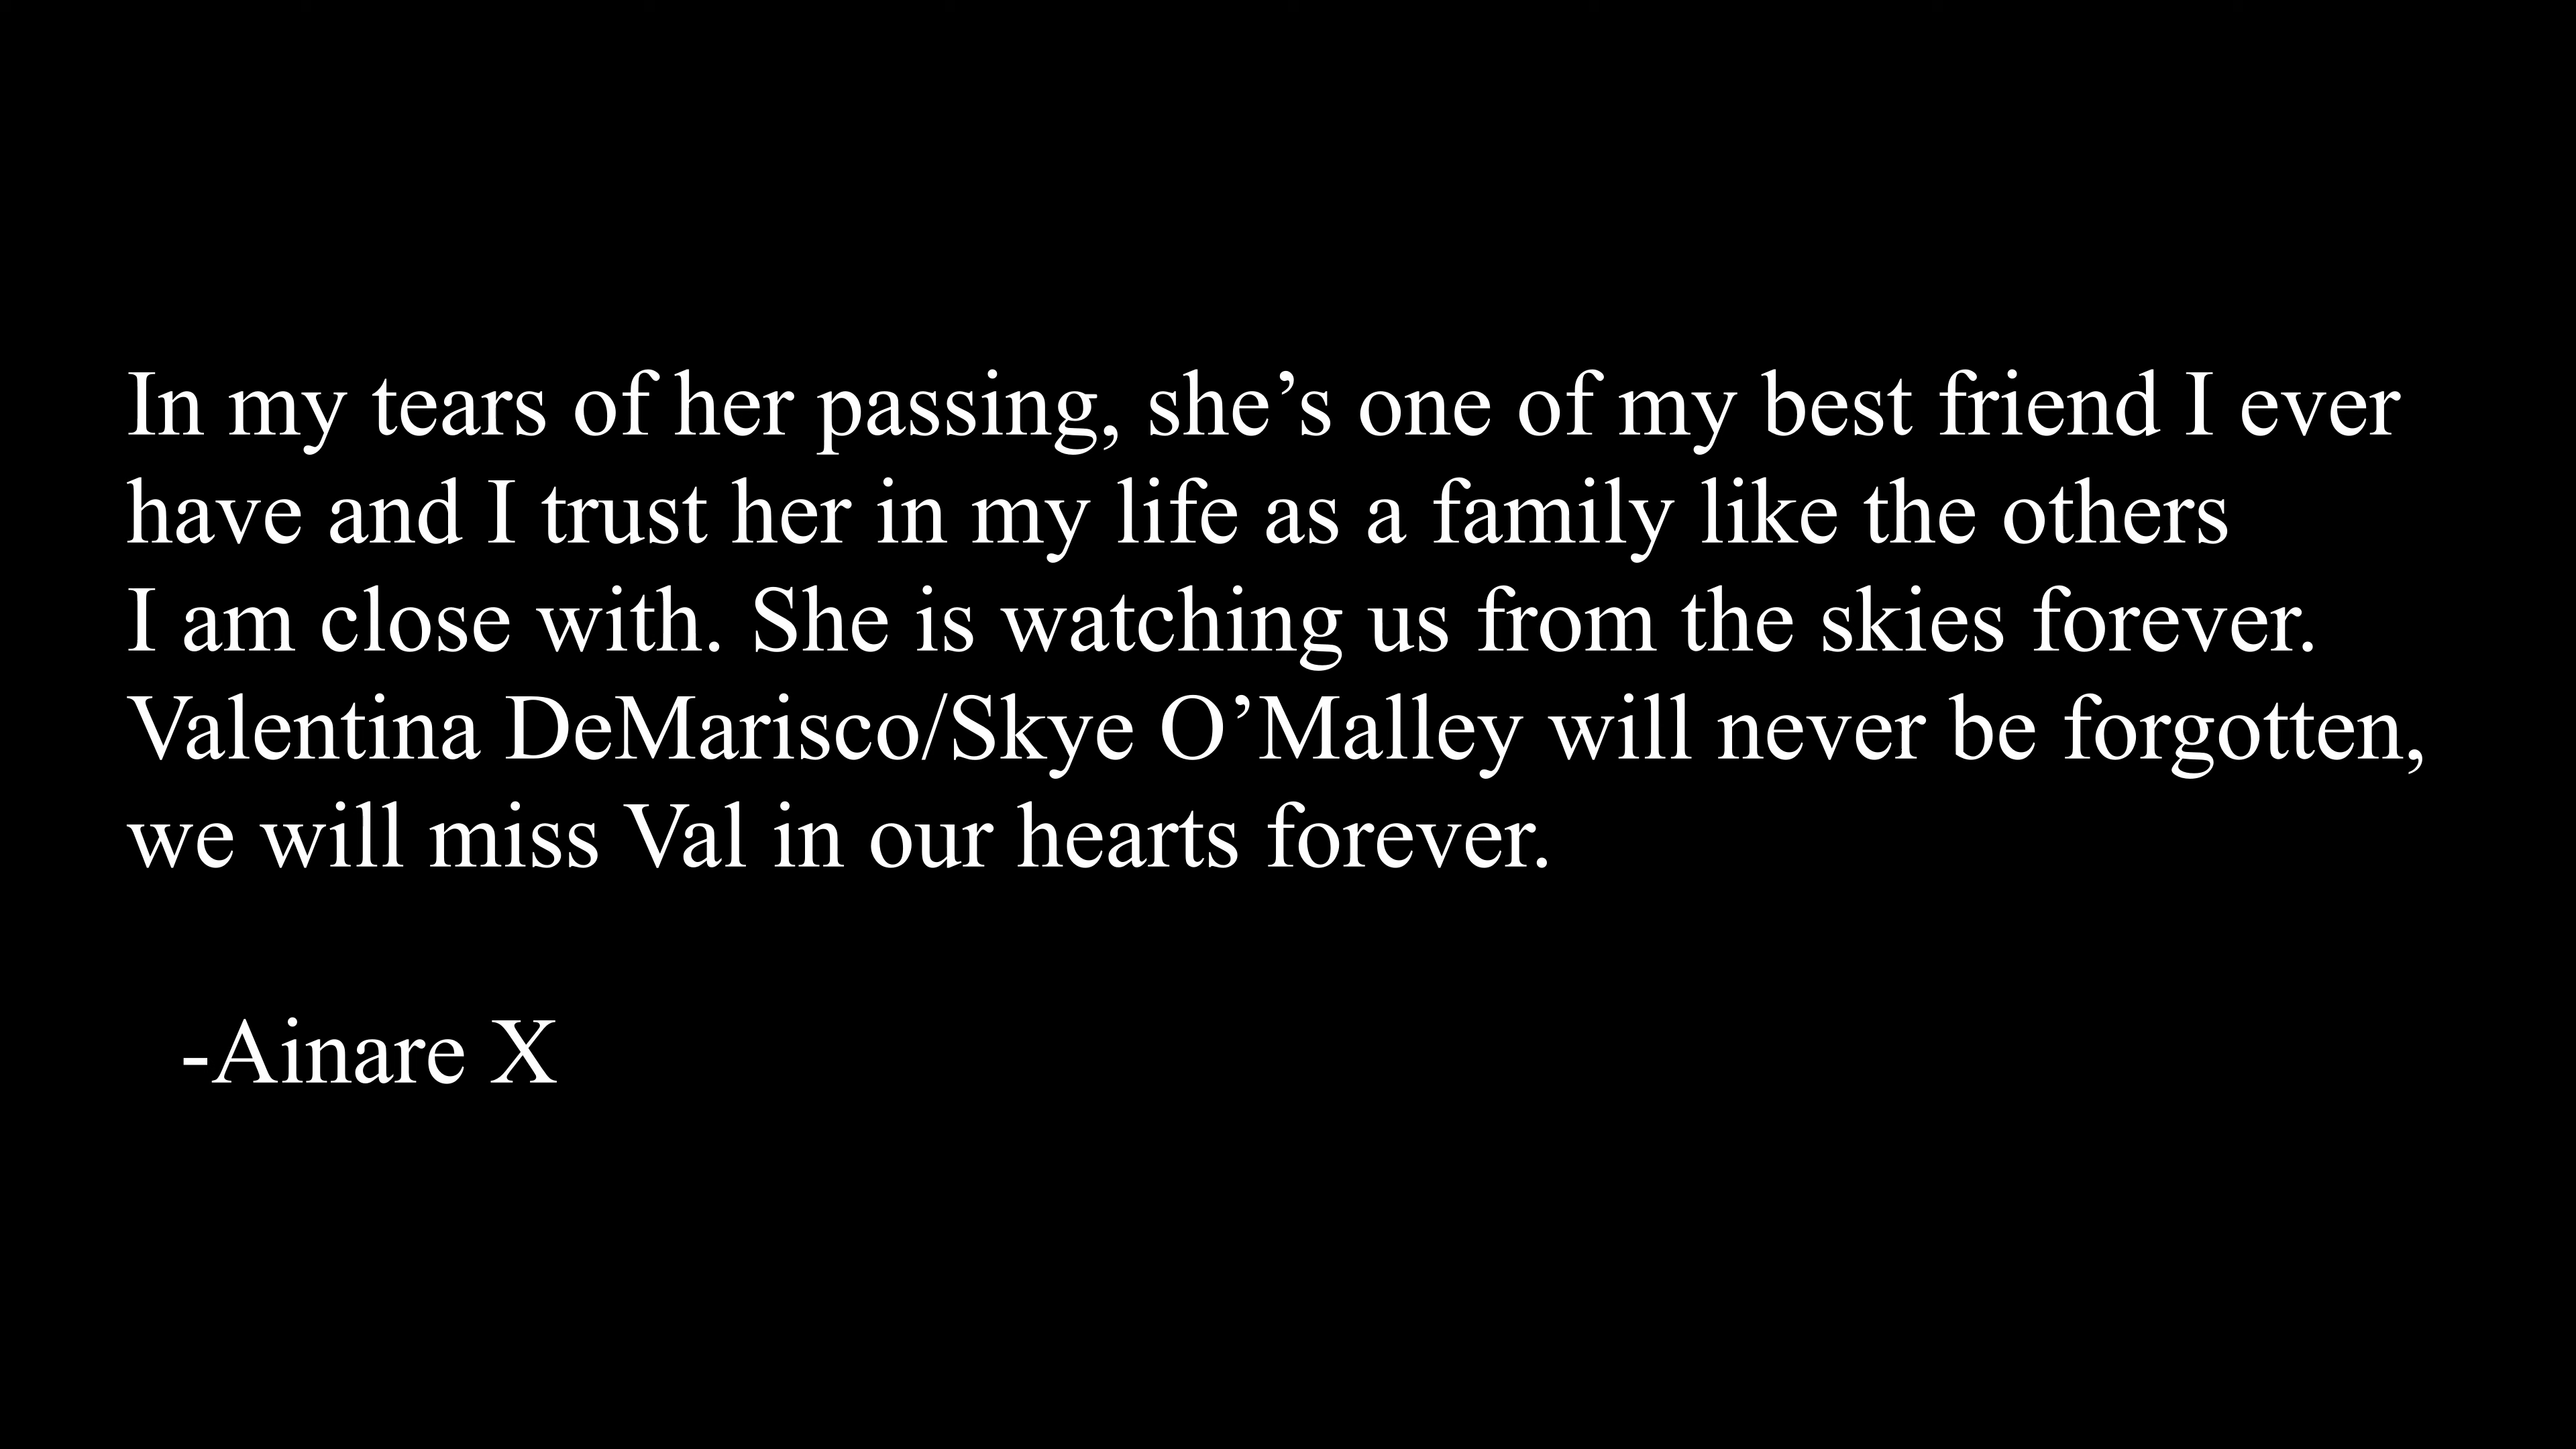 In my tears of her passing, she’s one of my best friend I ever
have and I trust her in my life as a family like the others
I am close with. She is watching us from the skies forever.
Valentina DeMarisco/Skye O’Malley will never be forgotten,
we will miss Val in our hearts forever.
-Ainare X